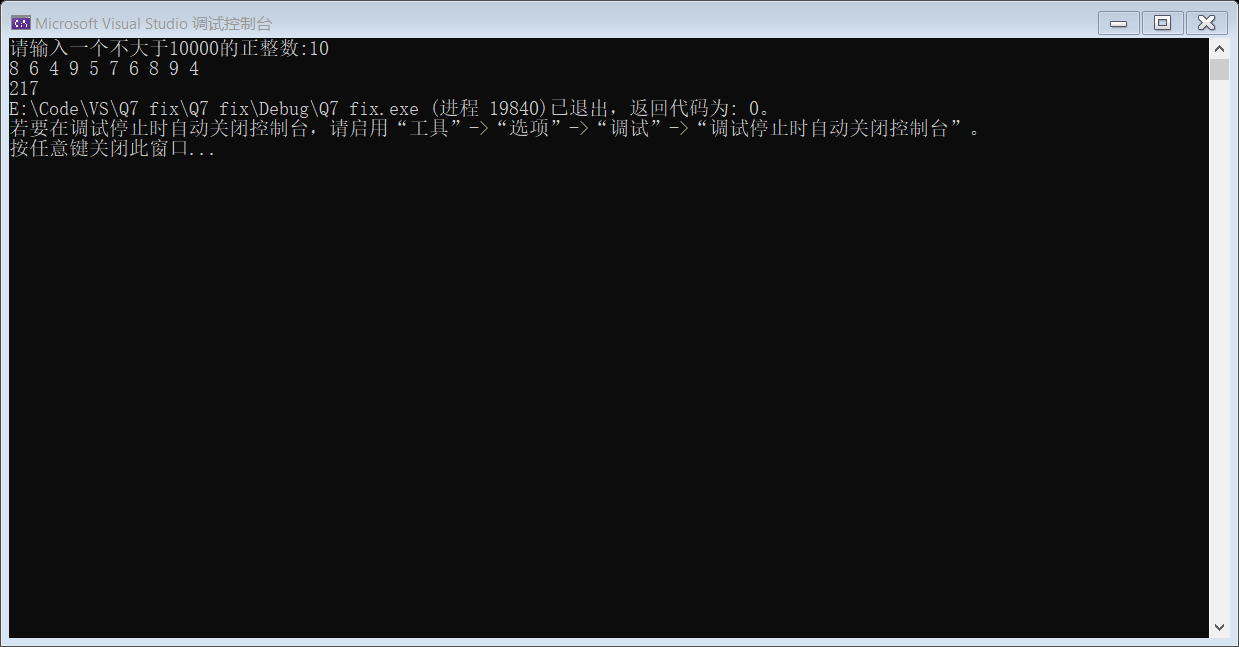 Microsoft Visual Studio 调试控制台
请输入一个不大于10000的正整数:10
8 6 4 9 5 7 6 8 9 4
217
E:\Code\VS\Q7 fix\Q7 fix\Debug\Q7 fix.exe (进程 19840)已退出，返回代码为: 0。
若要在调试停止时自动关闭控制台，请启用“工具”->“选项”->“调试”->“调试停止时自动关闭控制台”。
按任意键关闭此窗口...